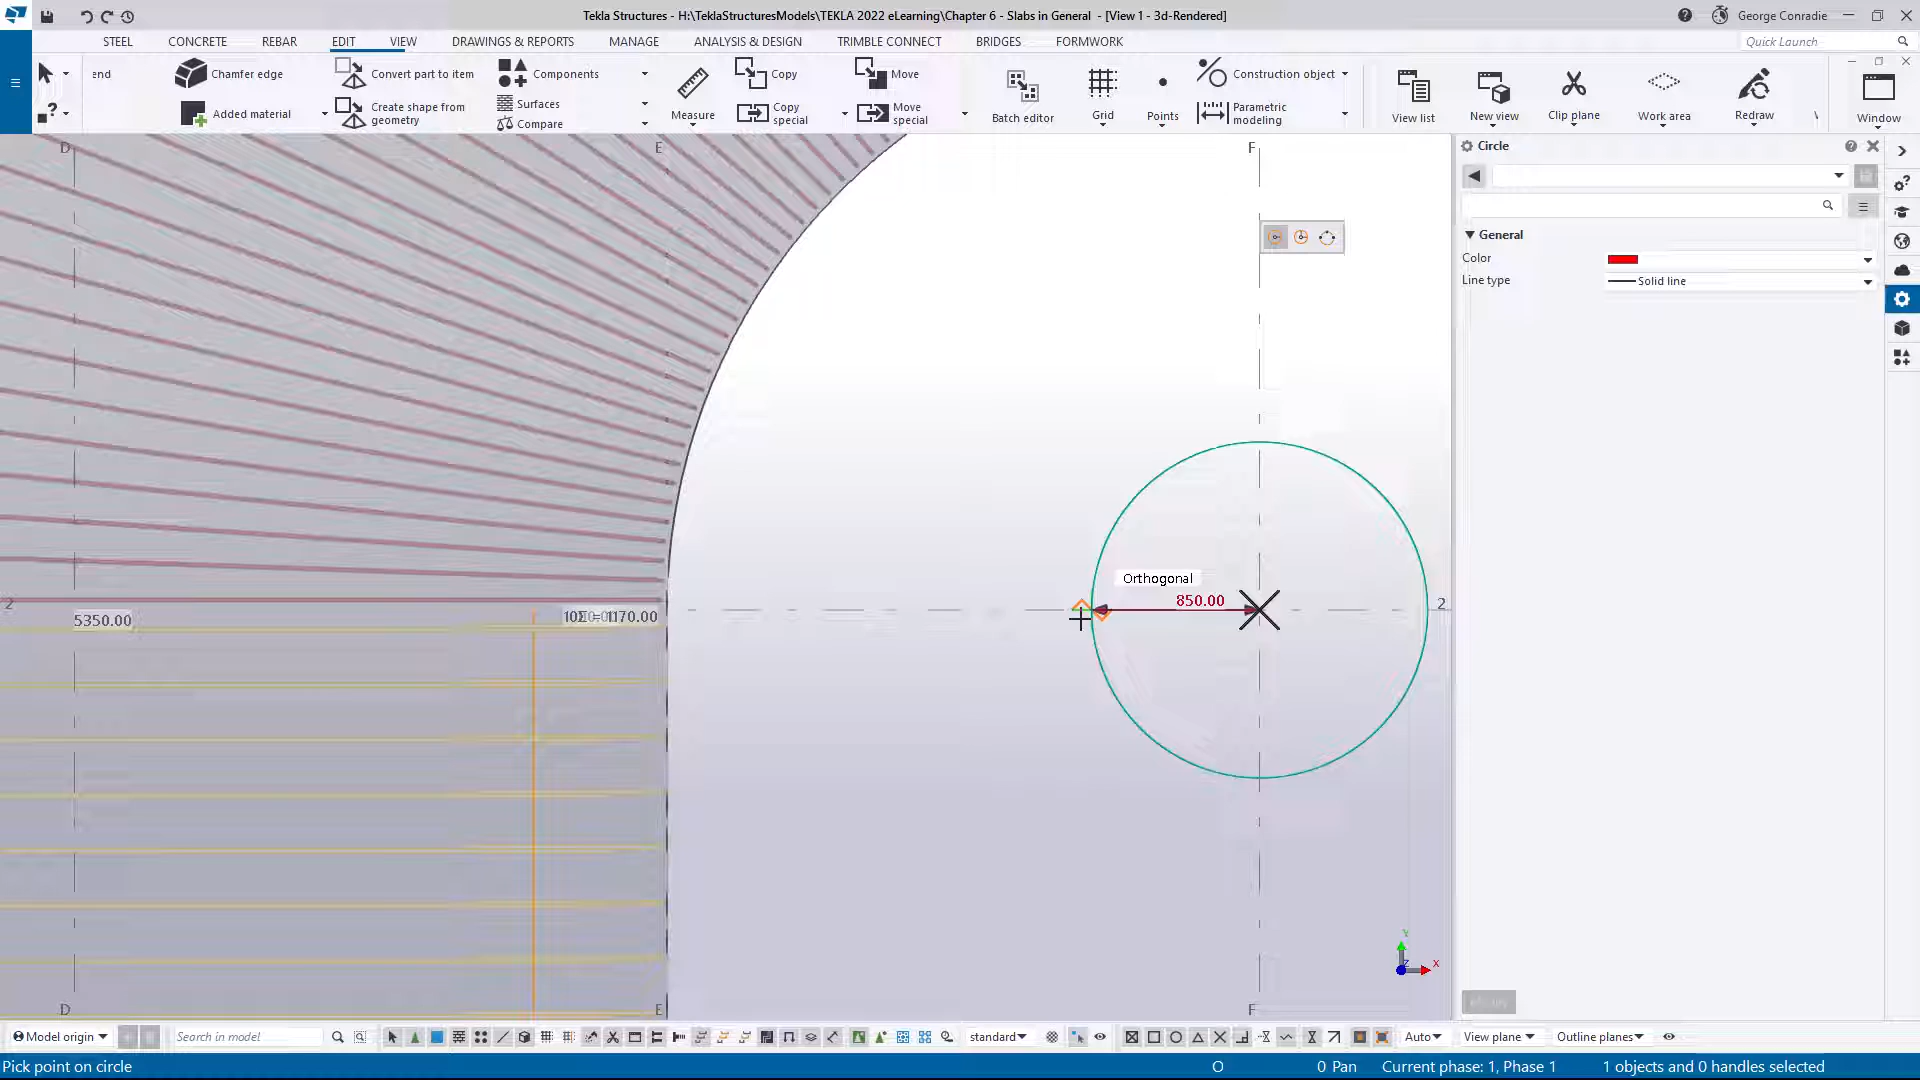 Tekla Structures - H:\TeklaStructuresModels\TEKLA 2022 eLearning\Chapter 6 - Slabs in General - [View 1 - 3d-Rendered]
George Conradie
STEEL CONCRETE REBAR EDIT VIEW DRAWINGS & REPORTS MANAGE ANALYSIS & DESIGN TRIMBLE CONNECT BRIDGES FORMWORK
Quick Launch
end
Chamfer edge
Added material
Convert part to item
Create shape from geometry
Components
Surfaces
Compare
Measure
Copy
Copy special
Move
Move special
Batch editor
Grid
Points
Construction object
Parametric modeling
View list
New view
Clip plane
Work area
Redraw
Window
Circle
General
Color
Line type
Solid line
D
E
F
Orthogonal
850.00
2
5350.00
2
D
E
F
Y
Z
X
Modify
Model origin
Search in model
standard
Auto
View plane
Outline planes
Pick point on circle
O
0 Pan
Current phase: 1, Phase 1
1 objects and 0 handles selected